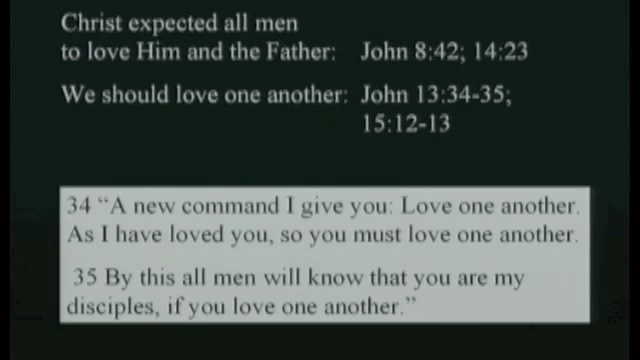 Christ expected all men
to love Him and the Father: John 8:42; 14:23
We should love one another: John 13:34-35;
15:12-13
34 “A new command I give you: Love one another.
As I have loved you, so you must love one another.
35 By this all men will know that you are my
disciples, if you love one another.”